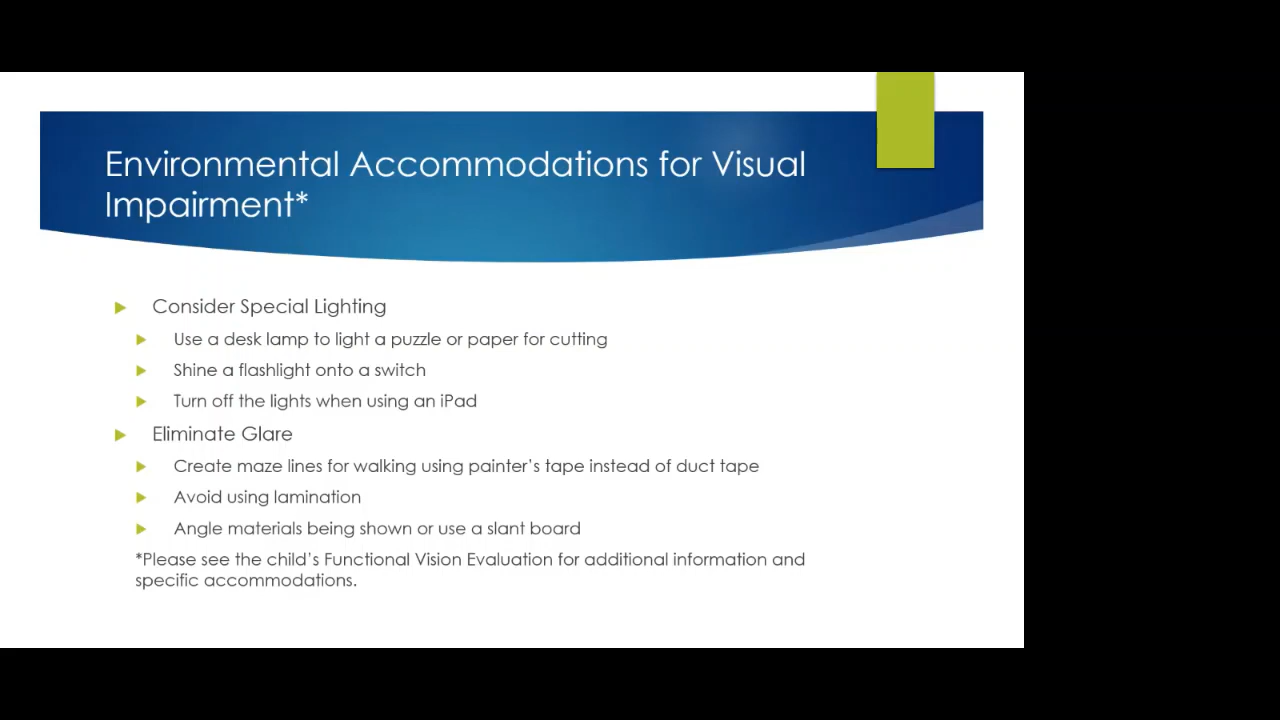 Environmental Accommodations for Visual
Impairment*
Consider Special Lighting
Use a desk lamp to light a puzzle or paper for cutting
Shine a flashlight onto a switch
Turn off the lights when using an iPad
Eliminate Glare
Create maze lines for walking using painter's tape instead of duct tape
Avoid using lamination
Angle materials being shown or use a slant board
*Please see the child's Functional Vision Evaluation for additional information and
specific accommodations.